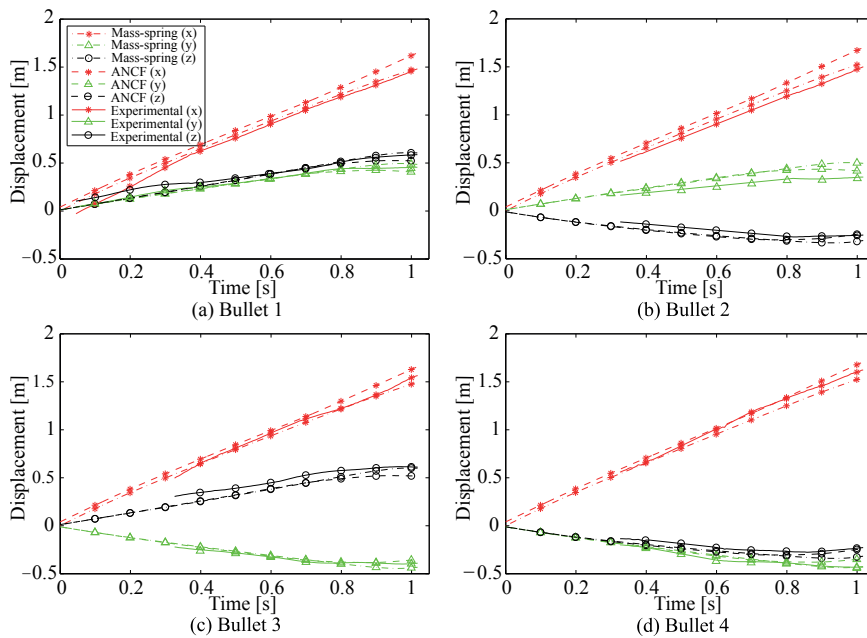 (a)
Mass-spring (x)
Mass-spring (y)
Mass-spring (z)
ANCF (x)
ANCF (y)
ANCF (z)
Experimental (x)
Experimental (y)
Experimental (z)
Displacement [m]
2
1.5
1
0.5
0
−0.5
0 0.2 0.4 0.6 0.8 1
Time [s]
(a) Bullet 1
Displacement [m]
2
1.5
1
0.5
0
−0.5
0 0.2 0.4 0.6 0.8 1
Time [s]
(b) Bullet 2
Displacement [m]
2
1.5
1
0.5
0
−0.5
0 0.2 0.4 0.6 0.8 1
Time [s]
(c) Bullet 3
Displacement [m]
2
1.5
1
0.5
0
−0.5
0 0.2 0.4 0.6 0.8 1
Time [s]
(d) Bullet 4